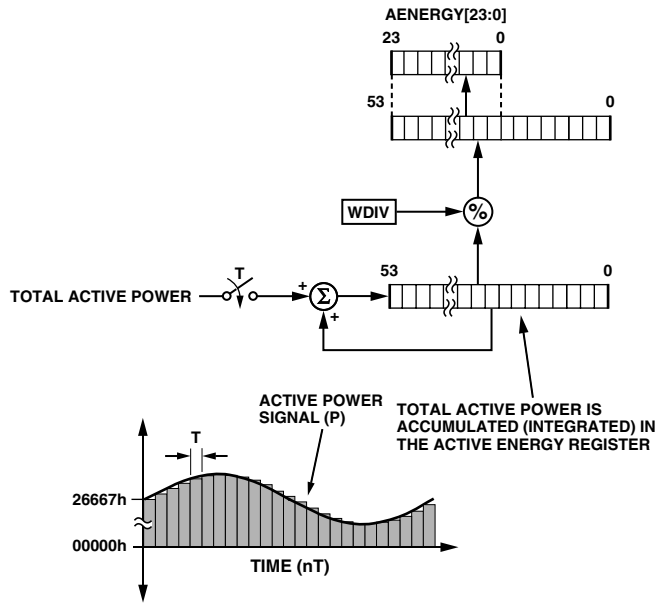 AENERGY[23:0]
23 0
53 0
WDIV %
53 0
TOTAL ACTIVE POWER T + Σ +
ACTIVE POWER
SIGNAL (P)
TOTAL ACTIVE POWER IS
ACCUMULATED (INTEGRATED) IN
THE ACTIVE ENERGY REGISTER
T
26667h
00000h
TIME (nT)